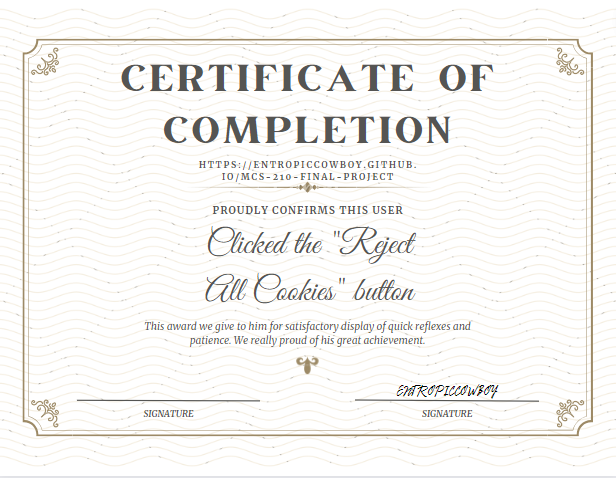 CERTIFICATE OF
COMPLETION
HTTPS://ENTROPICCOWBOY.GITHUB.
IO/MCS-210-FINAL-PROJECT
PROUDLY CONFIRMS THIS USER
Clicked the "Reject
All Cookies" button
This award we give to him for satisfactory display of quick reflexes and
patience. We really proud of his great achievement.
ENTROPICCOWBOY
SIGNATURE SIGNATURE